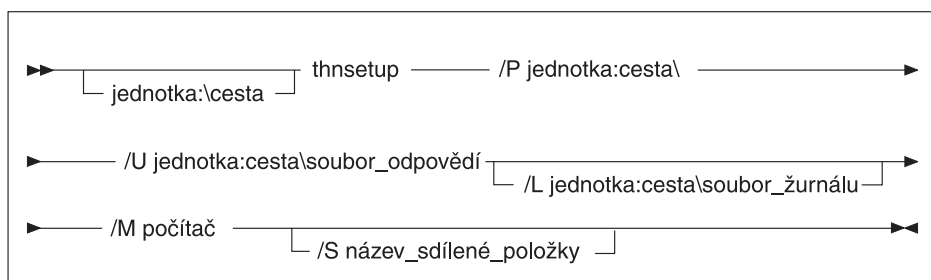 thnsetup /P jednotka:cesta\
jednotka:\cesta
/U jednotka:cesta\soubor_odpovědí
/L jednotka:cesta\soubor_žurnálu
/M počítač
/S název_sdílené_položky